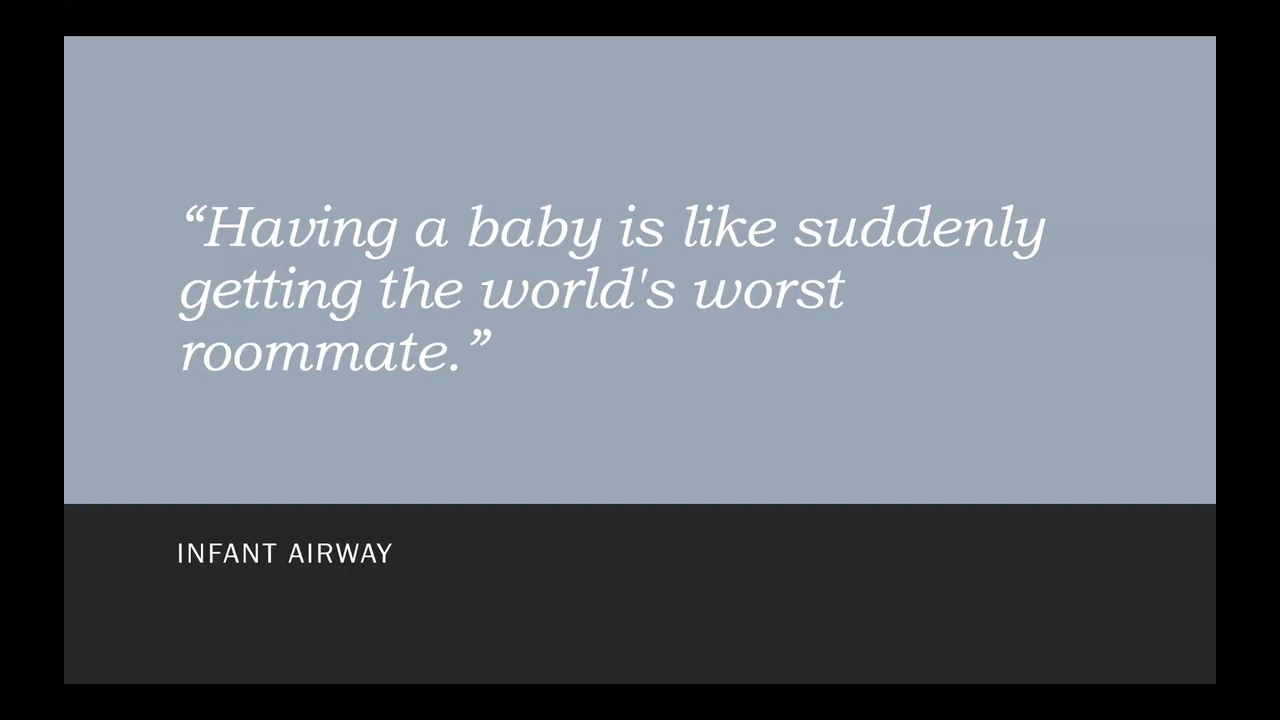 “Having a baby is like suddenly
getting the world's worst
roommate.”
INFANT AIRWAY